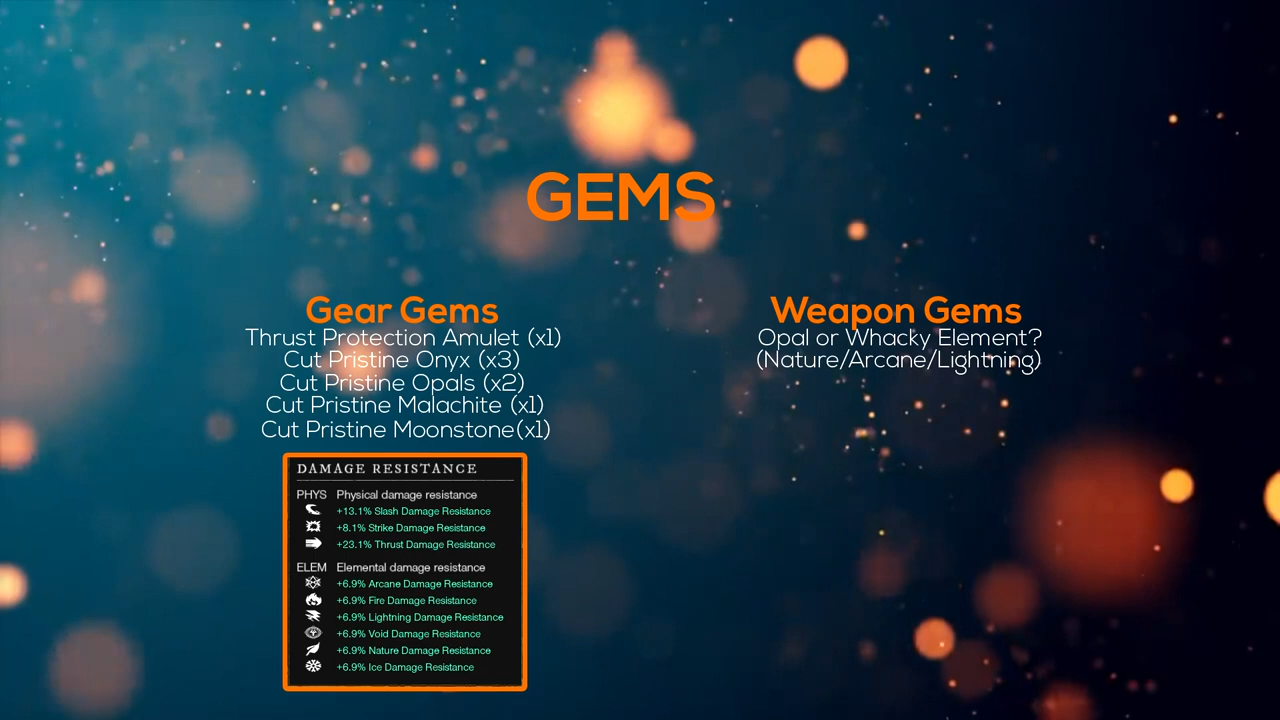 GEMS
Gear Gems
Thrust Protection Amulet (x1)
Cut Pristine Onyx (x3)
Cut Pristine Opals (x2)
Cut Pristine Malachite (x1)
Cut Pristine Moonstone(x1)
DAMAGE RESISTANCE
PHYS Physical damage resistance
+13.1% Slash Damage Resistance
+8.1% Strike Damage Resistance
+23.1% Thrust Damage Resistance
ELEM Elemental damage resistance
+6.9% Arcane Damage Resistance
+6.9% Fire Damage Resistance
+6.9% Lightning Damage Resistance
+6.9% Void Damage Resistance
+6.9% Nature Damage Resistance
+6.9% Ice Damage Resistance
Weapon Gems
Opal or Whacky Element?
(Nature/Arcane/Lightning)